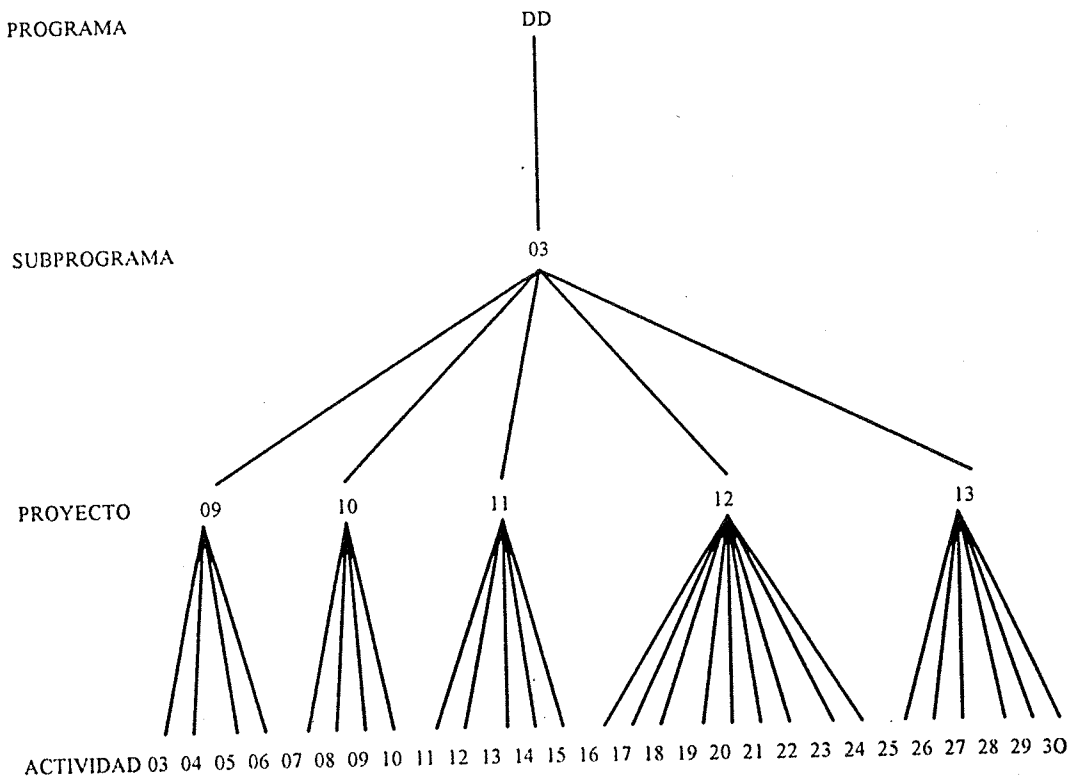 PROGRAMA DD
SUBPROGRAMA 03
PROYECTO 09 10 11 12 13
ACTIVIDAD 03 04 05 06 07 08 09 10 11 12 13 14 15 16 17 18 19 20 21 22 23 24 25 26 27 28 29 30